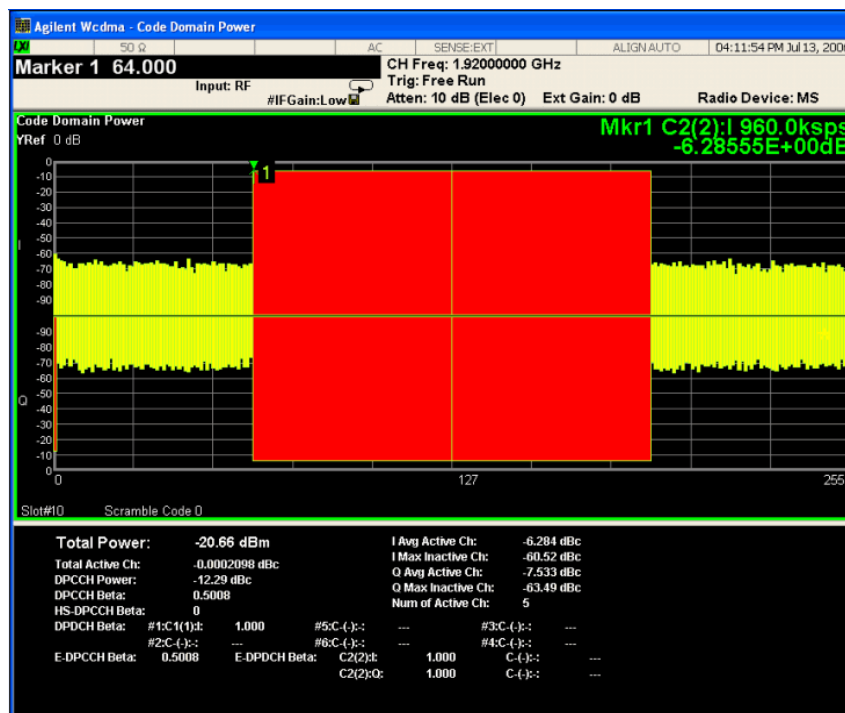 Agilent Wcdma - Code Domain Power
LXI 50 Ω AC SENSE:EXT ALIGN AUTO 04:11:54 PM Jul 13, 200
Marker 1 64.000 CH Freq: 1.92000000 GHz
Input: RF Trig: Free Run
#IFGain:Low Atten: 10 dB (Elec 0) Ext Gain: 0 dB Radio Device: MS
Code Domain Power Mkr1 C2(2):I 960.0ksps
YRef 0 dB -6.28555E+00dB
0
1
-10
-20
-30
-40
I
-50
-60
-70
-80
-90
-90
-80
-70
-60
Q
-50
-40
-30
-20
-10
0
0 127 255
Slot#10 Scramble Code 0
Total Power: -20.66 dBm I Avg Active Ch: -6.284 dBc
I Max Inactive Ch: -60.52 dBc
Total Active Ch: -0.0002098 dBc Q Avg Active Ch: -7.533 dBc
DPCCH Power: -12.29 dBc Q Max Inactive Ch: -63.49 dBc
DPCCH Beta: 0.5008 Num of Active Ch: 5
HS-DPCCH Beta: 0
DPDCH Beta: #1:C1(1):I: 1.000 #5:C-(-):-: --- #3:C-(-):-: ---
#2:C-(-):-: --- #6:C-(-):-: --- #4:C-(-):-: ---
E-DPCCH Beta: 0.5008 E-DPDCH Beta: C2(2):I: 1.000 C-(-):-: ---
C2(2):Q: 1.000 C-(-):-: ---